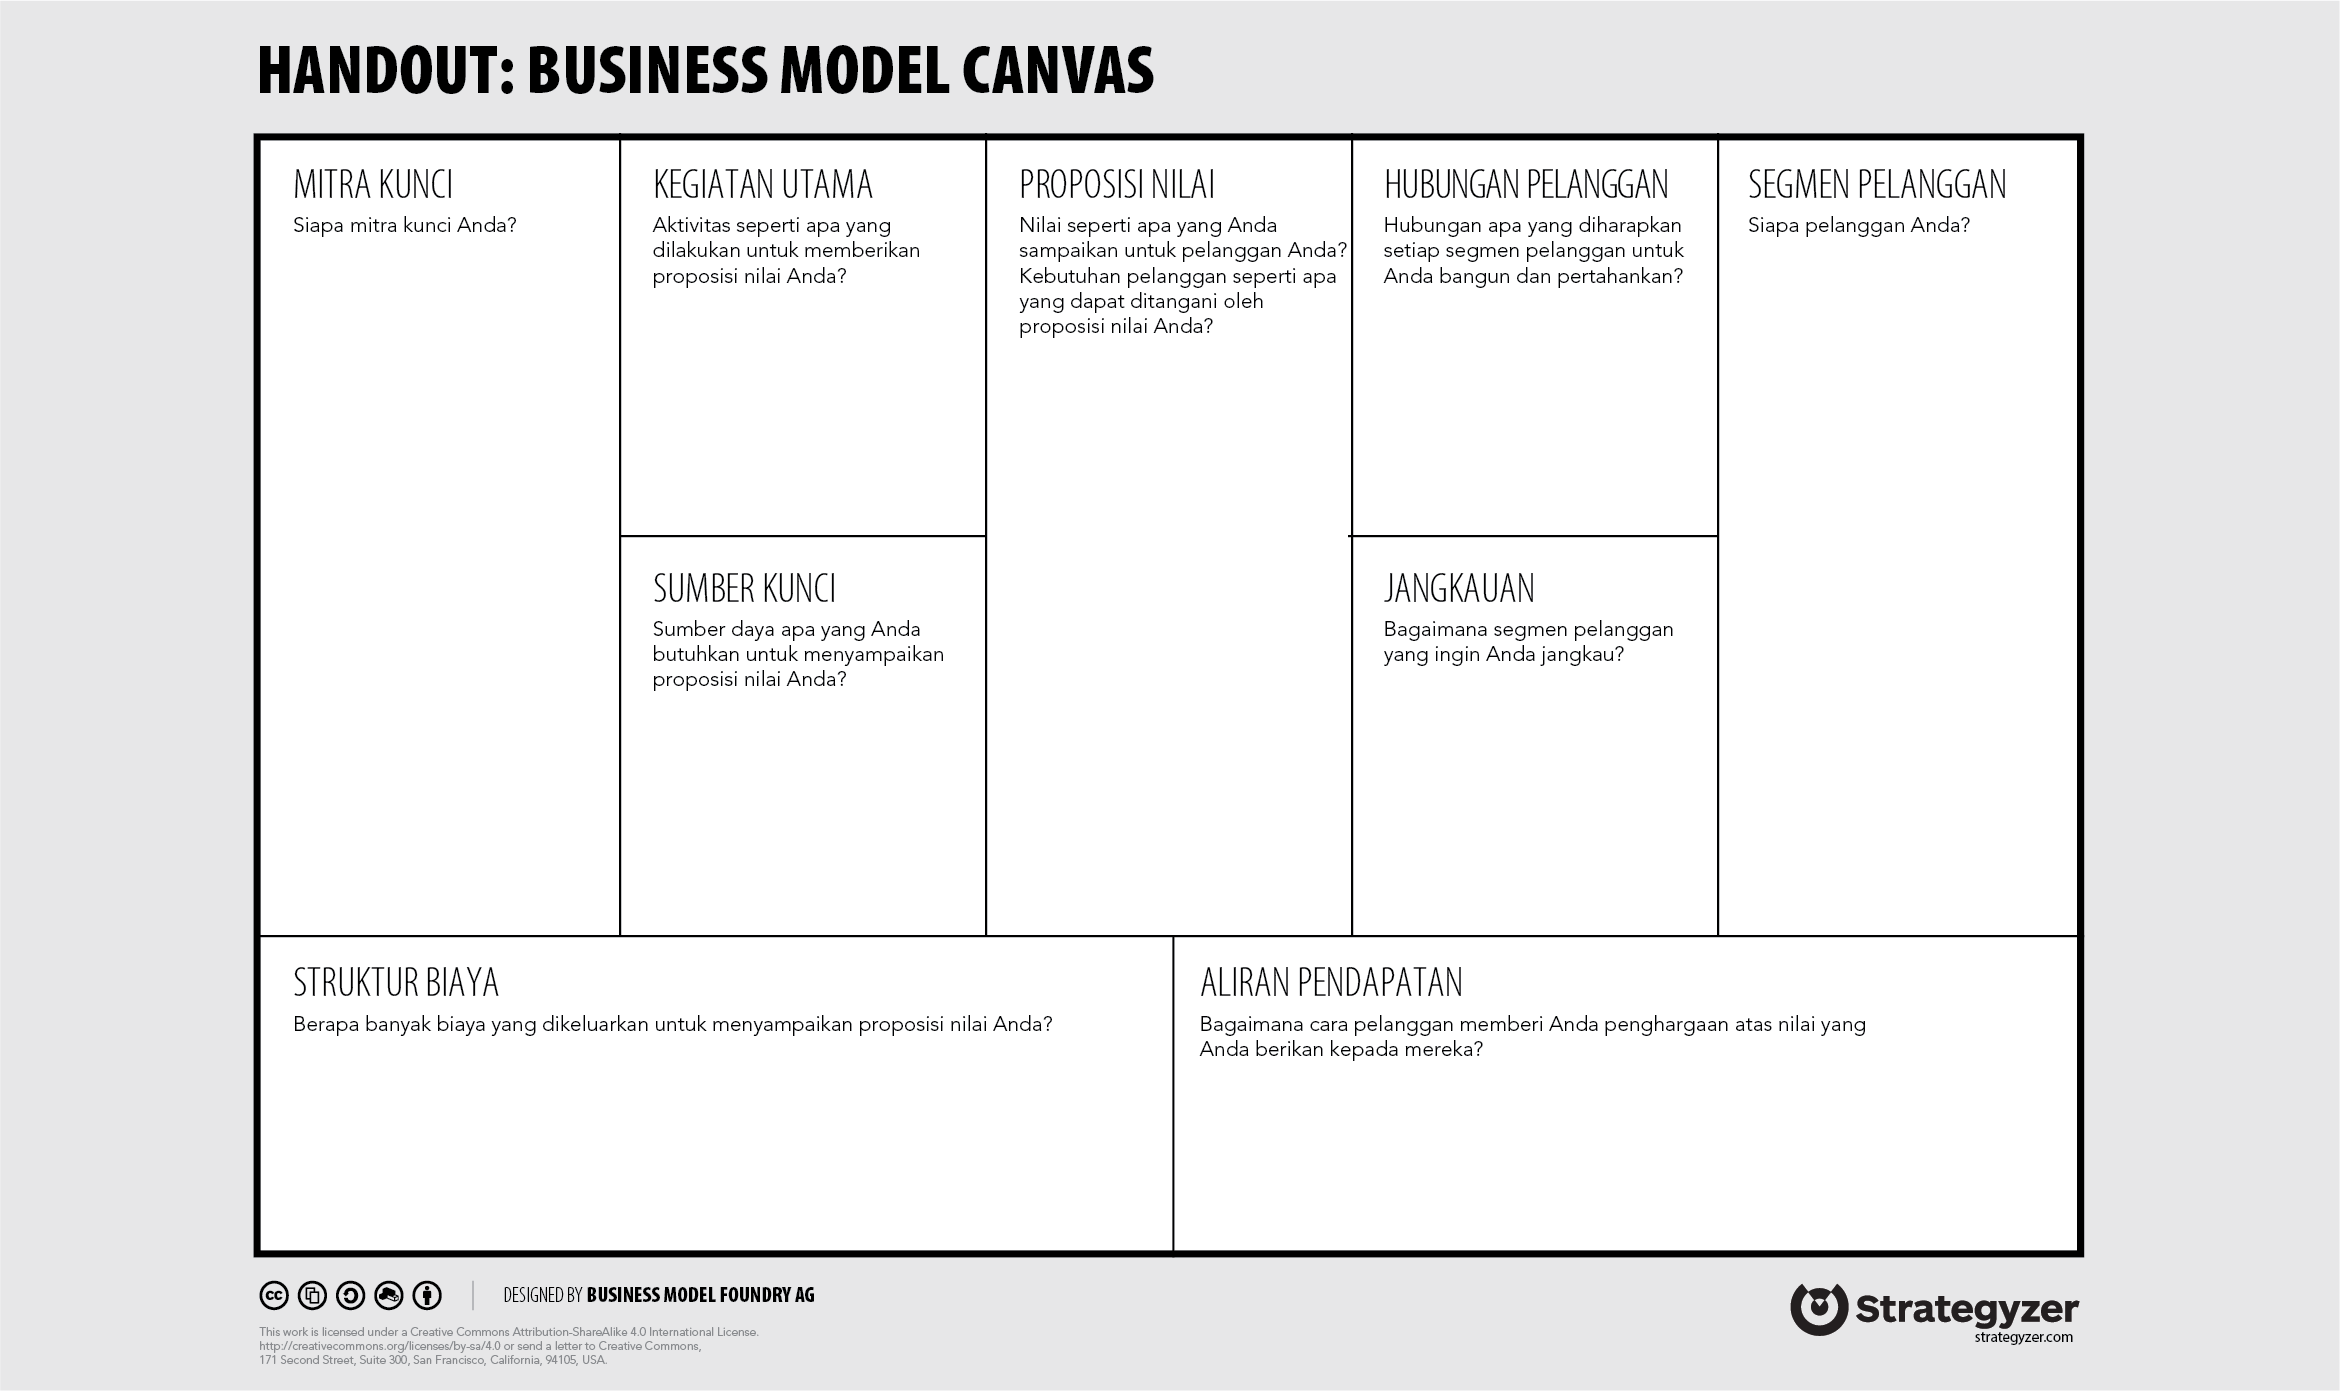 HANDOUT: BUSINESS MODEL CANVAS
MITRA KUNCI
Siapa mitra kunci Anda?
KEGIATAN UTAMA
Aktivitas seperti apa yang
dilakukan untuk memberikan
proposisi nilai Anda?
SUMBER KUNCI
Sumber daya apa yang Anda
butuhkan untuk menyampaikan
proposisi nilai Anda?
PROPOSISI NILAI
Nilai seperti apa yang Anda
sampaikan untuk pelanggan Anda?
Kebutuhan pelanggan seperti apa
yang dapat ditangani oleh
proposisi nilai Anda?
HUBUNGAN PELANGGAN
Hubungan apa yang diharapkan
setiap segmen pelanggan untuk
Anda bangun dan pertahankan?
JANGKAUAN
Bagaimana segmen pelanggan
yang ingin Anda jangkau?
SEGMEN PELANGGAN
Siapa pelanggan Anda?
STRUKTUR BIAYA
Berapa banyak biaya yang dikeluarkan untuk menyampaikan proposisi nilai Anda?
ALIRAN PENDAPATAN
Bagaimana cara pelanggan memberi Anda penghargaan atas nilai yang
Anda berikan kepada mereka?
cc
DESIGNED BY BUSINESS MODEL FOUNDRY AG
This work is licensed under a Creative Commons Attribution-ShareAlike 4.0 International License.
http://creativecommons.org/licenses/by-sa/4.0 or send a letter to Creative Commons,
171 Second Street, Suite 300, San Francisco, California, 94105, USA.
Strategyzer
strategyzer.com